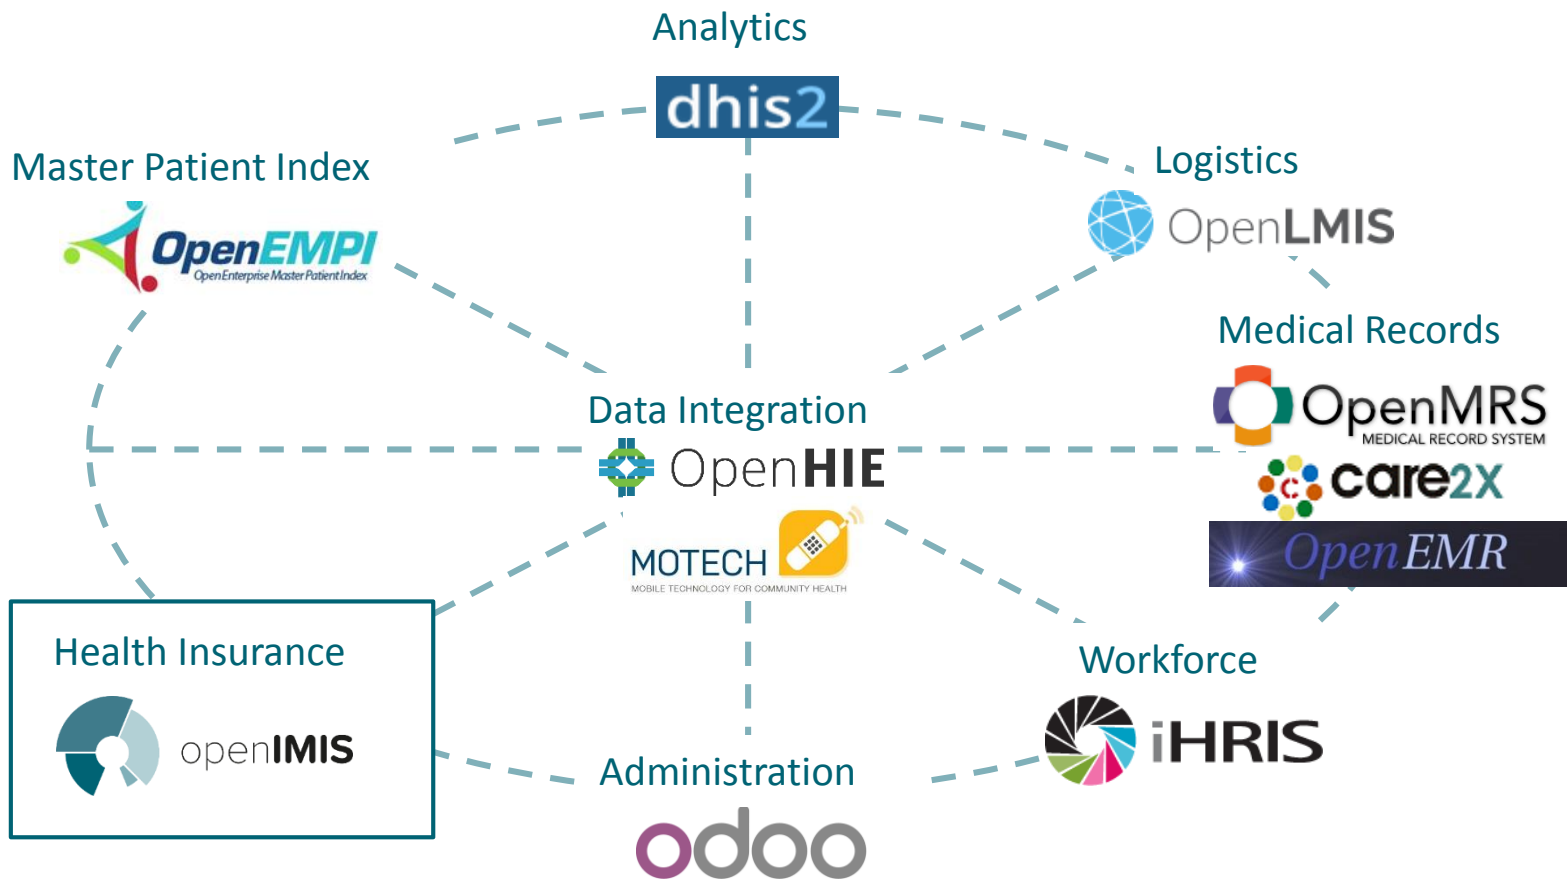 Analytics
dhis2
Master Patient Index
OpenEMPI
Open Enterprise Master Patient Index
Logistics
OpenLMIS
Medical Records
OpenMRS
MEDICAL RECORD SYSTEM
care2x
OpenEMR
Data Integration
OpenHIE
MOTECH
MOBILE TECHNOLOGY FOR COMMUNITY HEALTH
Health Insurance
openIMIS
Workforce
iHRIS
Administration
odoo